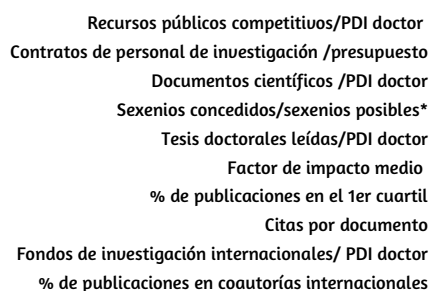 Recursos públicos competitivos/PDI doctor
Contratos de personal de investigación /presupuesto
Documentos científicos /PDI doctor
Sexenios concedidos/sexenios posibles*
Tesis doctorales leídas/PDI doctor
Factor de impacto medio
% de publicaciones en el 1er cuartil
Citas por documento
Fondos de investigación internacionales/ PDI doctor
% de publicaciones en coautorías internacionales